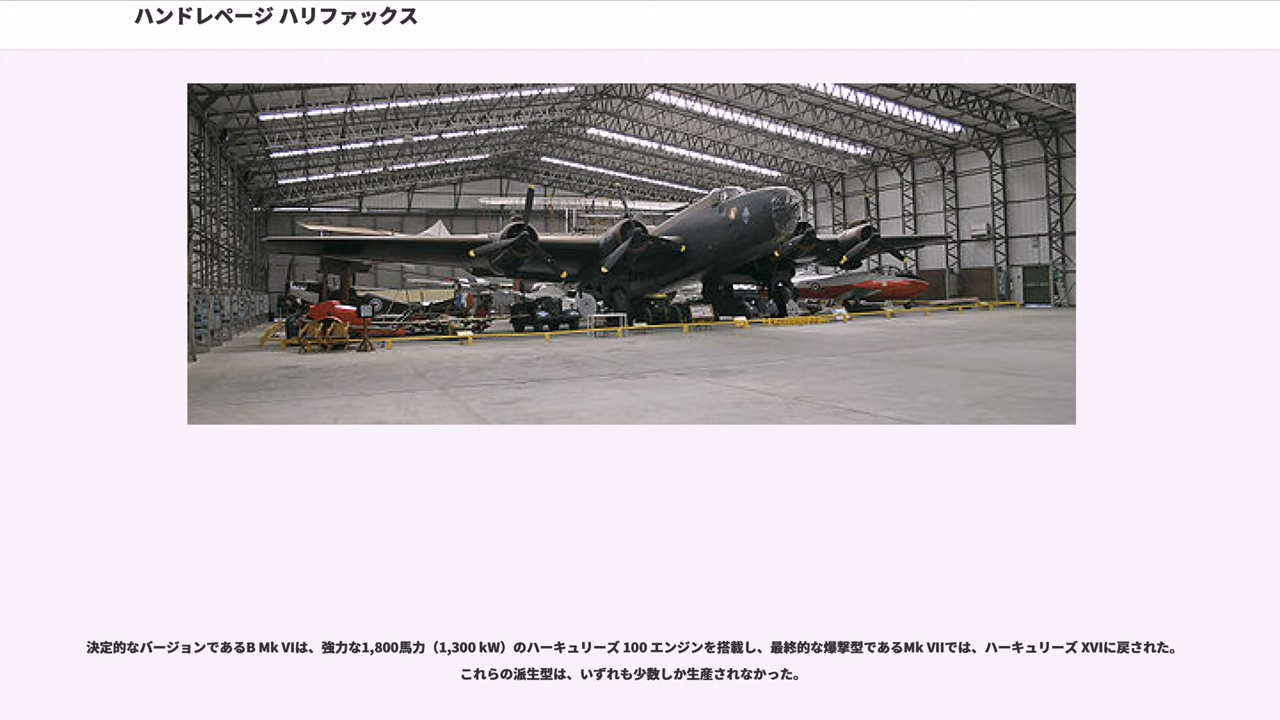 ハンドレページ ハリファックス
決定的なバージョンであるB Mk VIは、強力な1,800馬力（1,300 kW）のハーキュリーズ 100 エンジンを搭載し、最終的な爆撃型であるMk VIIでは、ハーキュリーズ XVIに戻された。
これらの派生型は、いずれも少数しか生産されなかった。